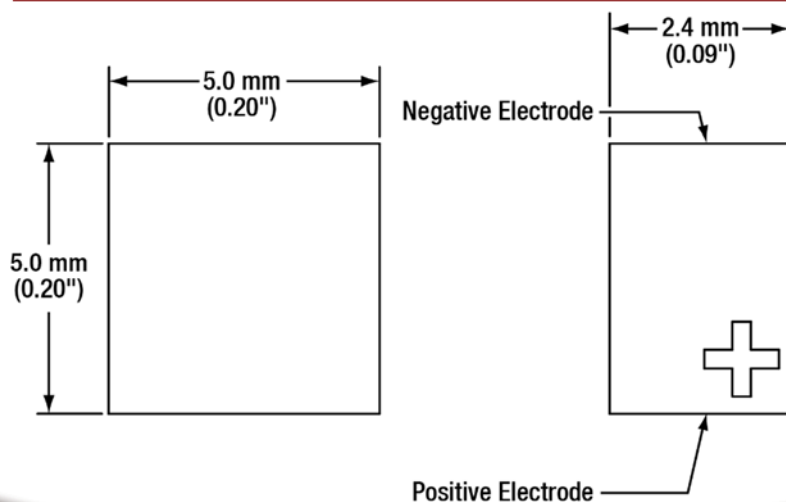 2.4 mm
(0.09")
5.0 mm
(0.20")
Negative Electrode
5.0 mm
(0.20")
Positive Electrode